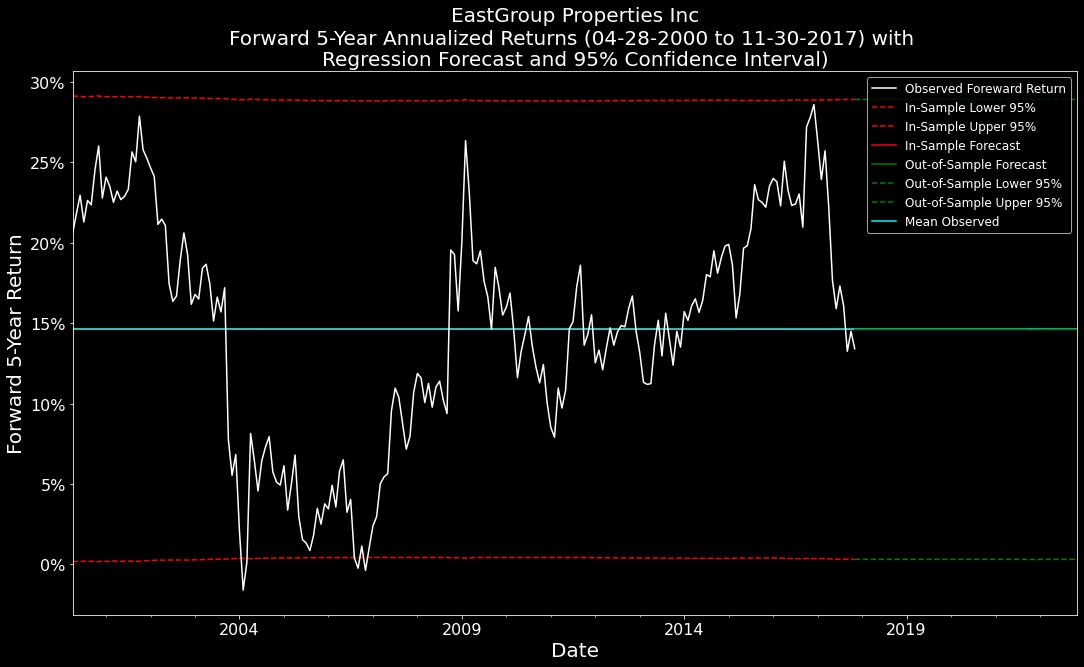 EastGroup Properties Inc
Forward 5-Year Annualized Returns (04-28-2000 to 11-30-2017) with
Regression Forecast and 95% Confidence Interval)
30%
25%
20%
15%
10%
5%
0%
Forward 5-Year Return
Observed Foreward Return
In-Sample Lower 95%
In-Sample Upper 95%
In-Sample Forecast
Out-of-Sample Forecast
Out-of-Sample Lower 95%
Out-of-Sample Upper 95%
Mean Observed
2004
2009
2014
2019
Date